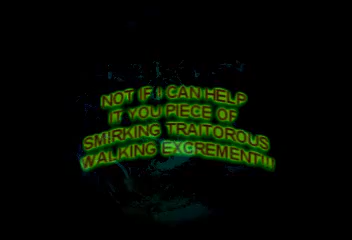 NOT IF I CAN HELP
IT YOU PIECE OF
SMIRKING TRAITOROUS
WALKING EXCREMENT!!!